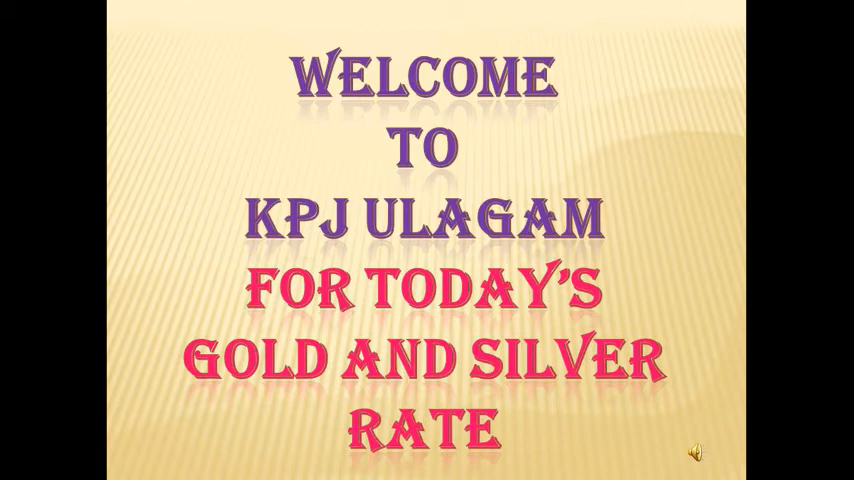 WELCOME
TO
KPJ ULAGAM
FOR TODAY'S
GOLD AND SILVER
RATE